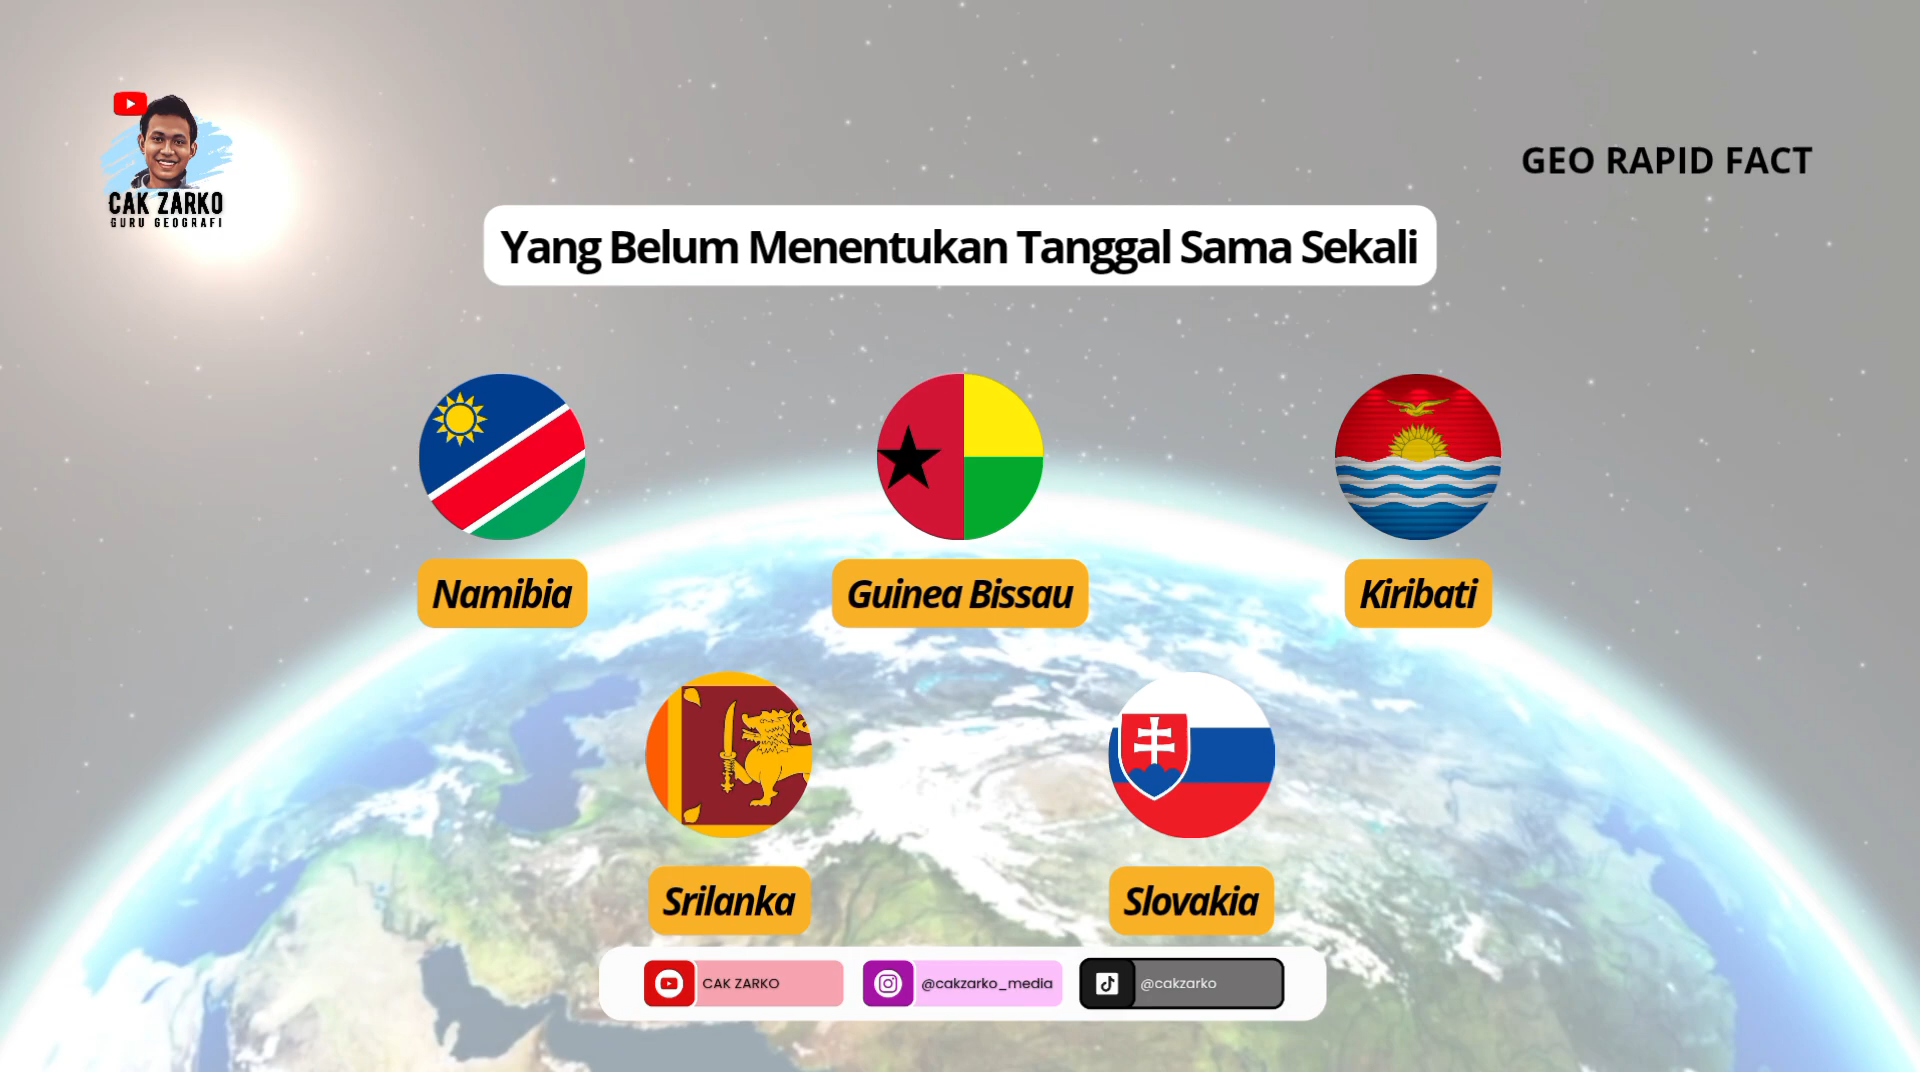 CAK ZARKO
GURU GEOGRAFI
GEO RAPID FACT
Yang Belum Menentukan Tanggal Sama Sekali
Namibia
Guinea Bissau
Kiribati
Srilanka
Slovakia
CAK ZARKO
@cakzarko_media
@cakzarko